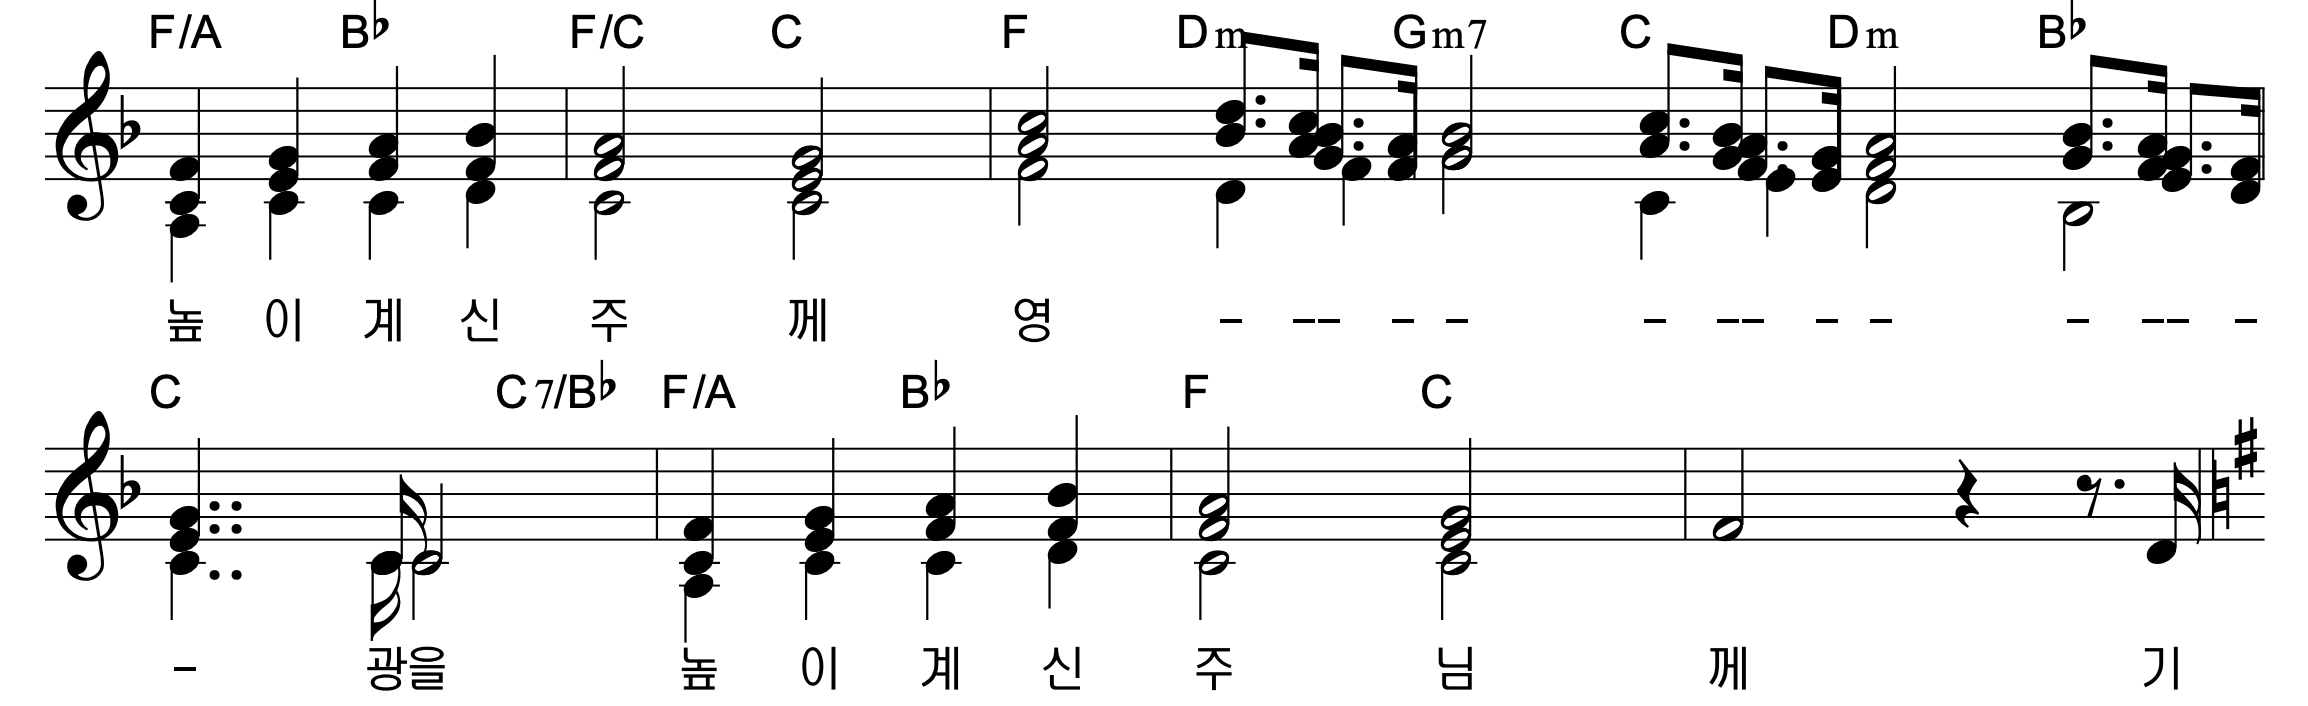 F/A B♭ F/C C F Dm Gm7 C Dm B♭
높 이 계 신 주 께 영 - -- - - - -- - - - -- -
C C7/B♭ F/A B♭ F C
- 광을 높 이 계 신 주 님 께 기